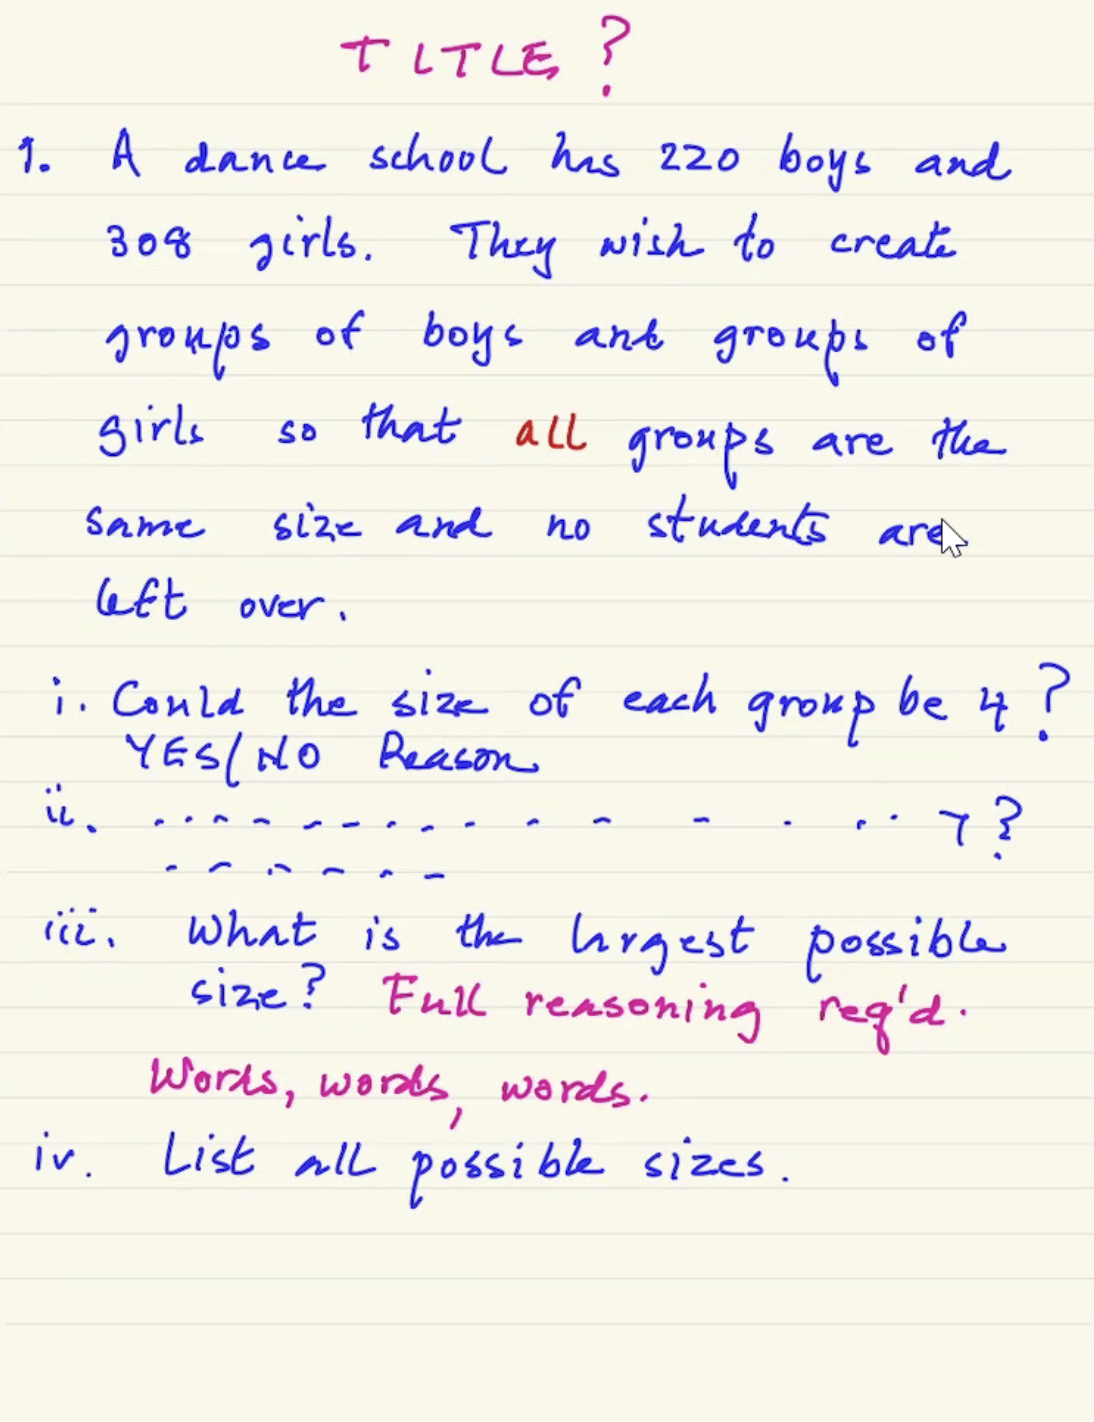 TITLE?
1. A dance school has 220 boys and
308 girls. They wish to create
groups of boys and groups of
girls so that all groups are the
same size and no students are
left over.
i. Could the size of each group be 4?
YES/NO Reason
ii. 7?
iii. What is the largest possible
size? Full reasoning req'd.
Words, words, words.
iv. List all possible sizes.